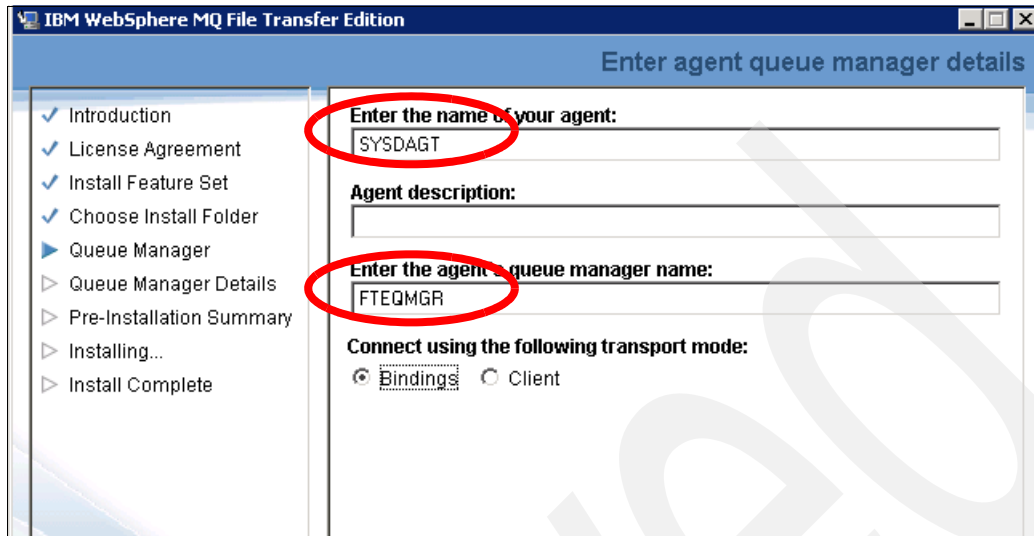 IBM WebSphere MQ File Transfer Edition
Enter agent queue manager details
Introduction
License Agreement
Install Feature Set
Choose Install Folder
Queue Manager
Queue Manager Details
Pre-Installation Summary
Installing...
Install Complete
Enter the name of your agent:
SYSDAGT
Agent description:
Enter the agent's queue manager name:
FTEQMGR
Connect using the following transport mode:
Bindings Client